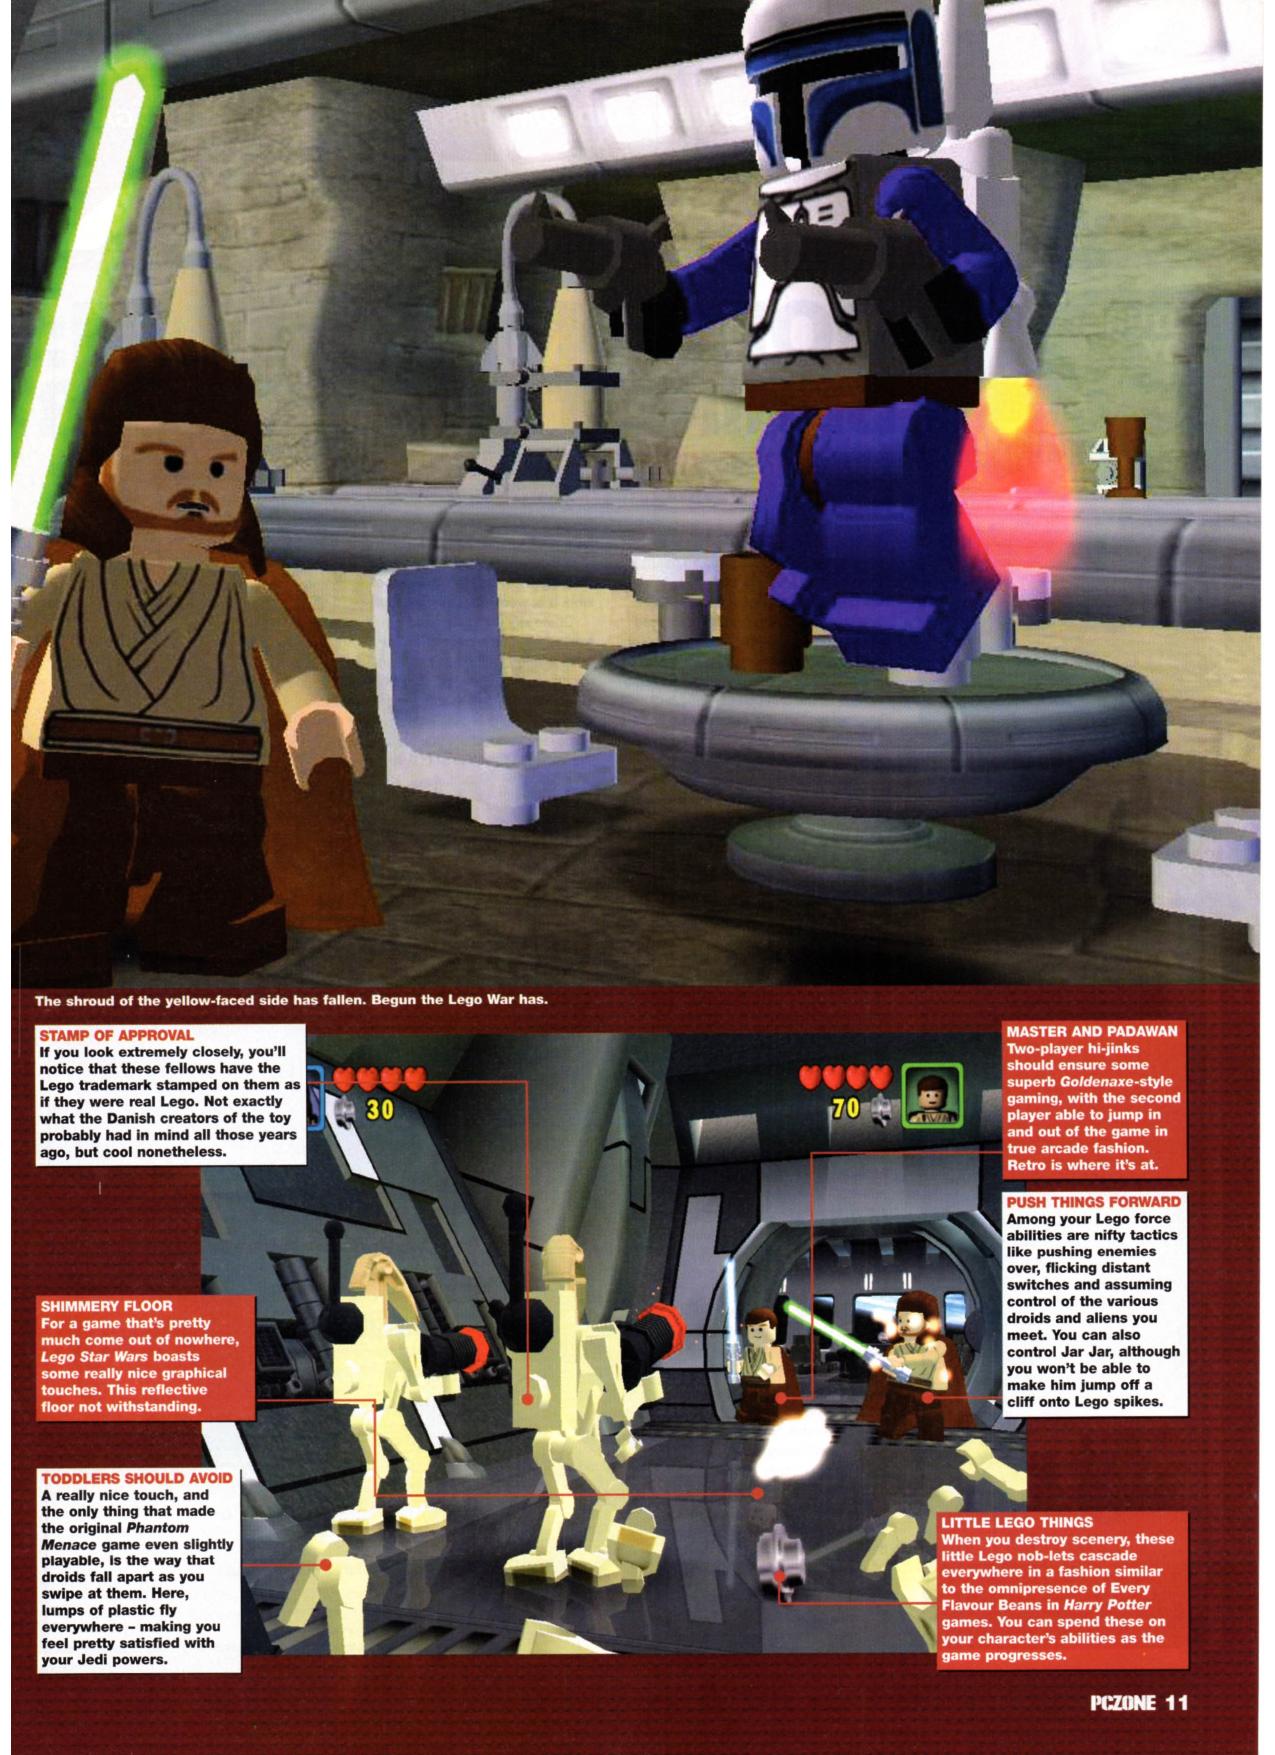 The shroud of the yellow-faced side has fallen. Begun the Lego War has.
STAMP OF APPROVAL
If you look extremely closely, you'll
notice that these fellows have the
Lego trademark stamped on them as
if they were real Lego. Not exactly
what the Danish creators of the toy
probably had in mind all those years
ago, but cool nonetheless.
30
70
MASTER AND PADAWAN
Two-player hi-jinks
should ensure some
superb Goldenaxe-style
gaming, with the second
player able to jump in
and out of the game in
true arcade fashion.
Retro is where it's at.
PUSH THINGS FORWARD
Among your Lego force
abilities are nifty tactics
like pushing enemies
over, flicking distant
switches and assuming
control of the various
droids and aliens you
meet. You can also
control Jar Jar, although
you won't be able to
make him jump off a
cliff onto Lego spikes.
SHIMMERY FLOOR
For a game that's pretty
much come out of nowhere,
Lego Star Wars boasts
some really nice graphical
touches. This reflective
floor not withstanding.
TODDLERS SHOULD AVOID
A really nice touch, and
the only thing that made
the original Phantom
Menace game even slightly
playable, is the way that
droids fall apart as you
swipe at them. Here,
lumps of plastic fly
everywhere – making you
feel pretty satisfied with
your Jedi powers.
LITTLE LEGO THINGS
When you destroy scenery, these
little Lego nob-lets cascade
everywhere in a fashion similar
to the omnipresence of Every
Flavour Beans in Harry Potter
games. You can spend these on
your character's abilities as the
game progresses.
PCZONE 11